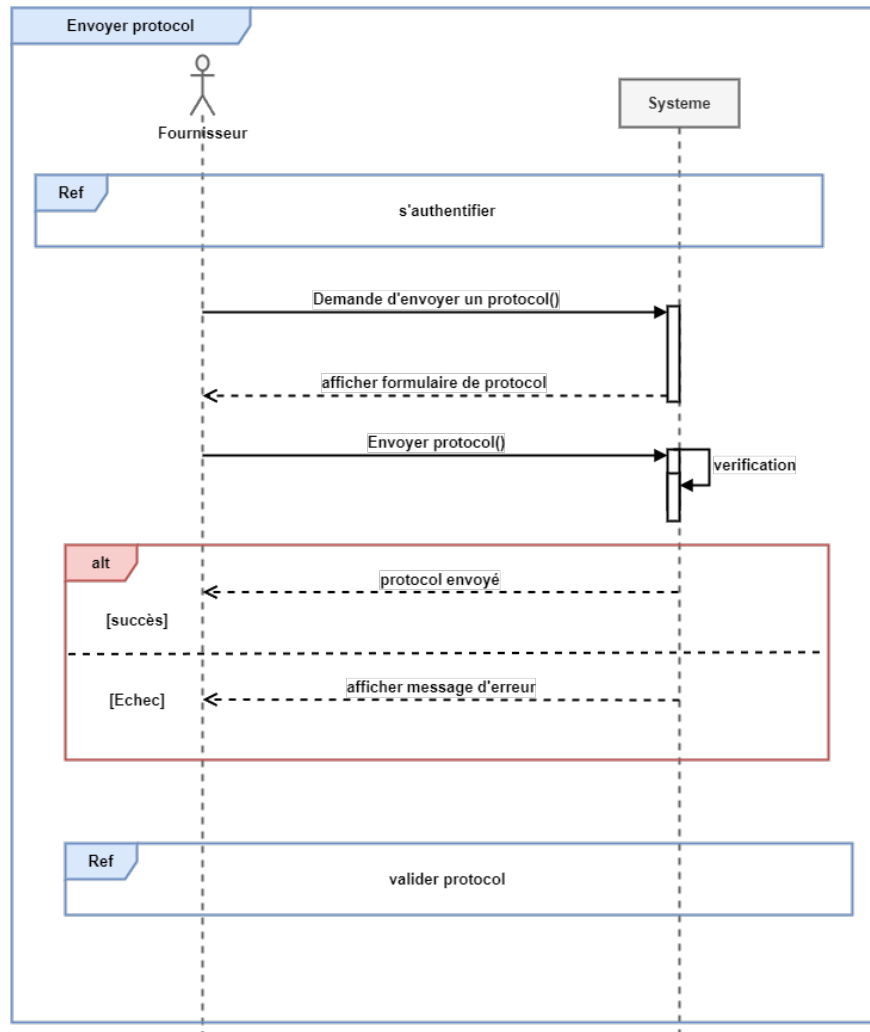 Envoyer protocol
Fournisseur
Systeme
Ref
s'authentifier
Demande d'envoyer un protocol()
afficher formulaire de protocol
Envoyer protocol()
verification
alt
protocol envoyé
[succès]
afficher message d'erreur
[Echec]
Ref
valider protocol